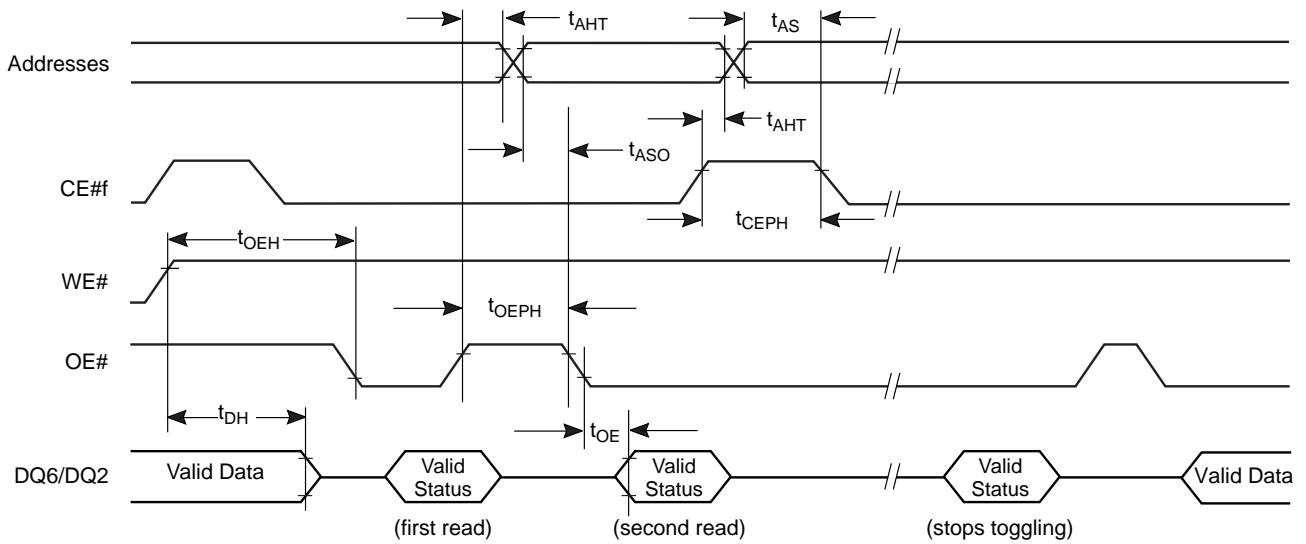 tAHT
tAS
Addresses
tAHT
tASO
CE#f
tCEPH
tOEH
WE#
tOEPH
OE#
tDH
tOE
DQ6/DQ2
Valid Data
Valid
Status
Valid
Status
Valid
Status
Valid Data
(first read)
(second read)
(stops toggling)